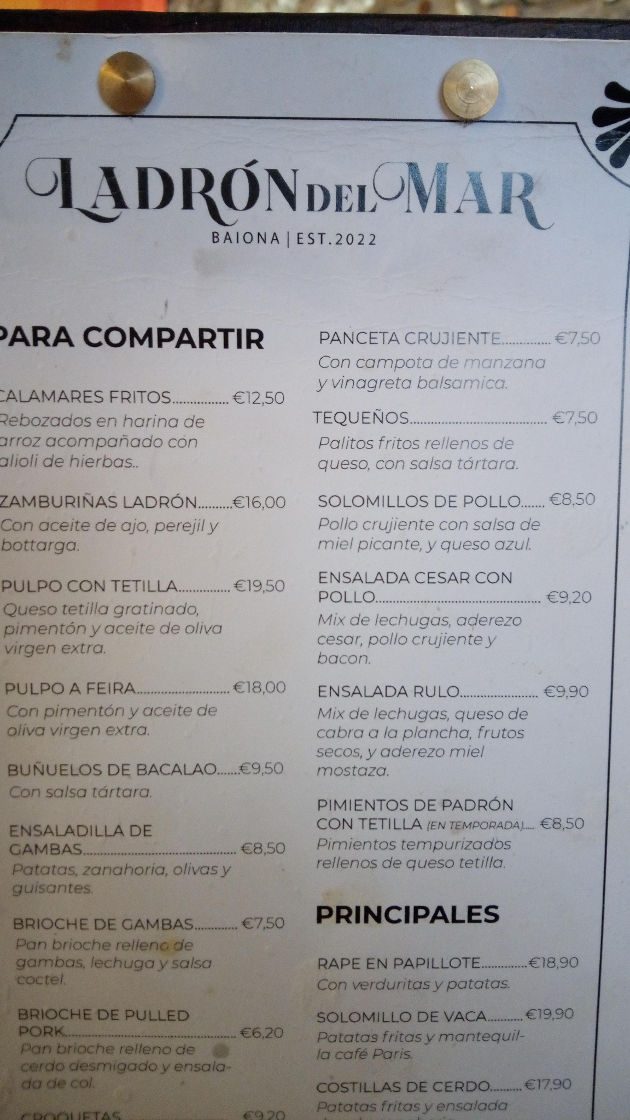 LADRÓN DEL MAR
BAIONA | EST.2022
PARA COMPARTIR
CALAMARES FRITOS................ €12,50
Rebozados en harina de
arroz acompañado con
alioli de hierbas..
ZAMBURIÑAS LADRÓN.........€16,00
Con aceite de ajo, perejil y
bottarga.
PULPO CON TETILLA................ €19,50
Queso tetilla gratinado,
pimentón y aceite de oliva
virgen extra.
PULPO A FEIRA............................ €18,00
Con pimentón y aceite de
oliva virgen extra.
BUÑUELOS DE BACALAO......€9,50
Con salsa tártara.
ENSALADILLA DE
GAMBAS............................................ €8,50
Patatas, zanahoria, olivas y
guisantes.
BRIOCHE DE GAMBAS............. €7,50
Pan brioche relleno de
gambas, lechuga y salsa
coctel.
BRIOCHE DE PULLED
PORK.................................................. €6,20
Pan brioche relleno de
cerdo desmigado y ensala-
da de col.
CROQUETAS €9,20
PANCETA CRUJIENTE.............. €7,50
Con campota de manzana
y vinagreta balsamica.
TEQUEÑOS........................................ €7,50
Palitos fritos rellenos de
queso, con salsa tártara.
SOLOMILLOS DE POLLO....... €8,50
Pollo crujiente con salsa de
miel picante, y queso azul.
ENSALADA CESAR CON
POLLO................................................ €9,20
Mix de lechugas, aderezo
cesar, pollo crujiente y
bacon.
ENSALADA RULO....................... €9,90
Mix de lechugas, queso de
cabra a la plancha, frutos
secos, y aderezo miel
mostaza.
PIMIENTOS DE PADRÓN
CON TETILLA (EN TEMPORADA).... €8,50
Pimientos tempurizados
rellenos de queso tetilla.
PRINCIPALES
RAPE EN PAPILLOTE.............€18,90
Con verduritas y patatas.
SOLOMILLO DE VACA.......... €19,90
Patatas fritas y mantequil-
la café Paris.
COSTILLAS DE CERDO........ €17,90
Patatas fritas y ensalada